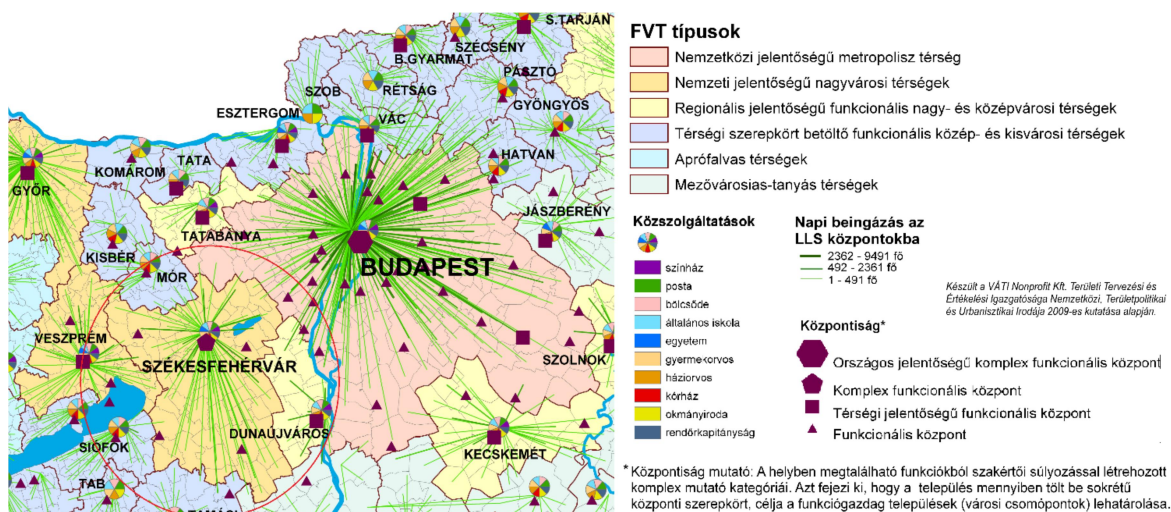 S.TARJÁN
SZÉCSÉNY
B.GYARMAT
PÁSZTÓ
RÉTSÁG
SZOB
GYÖNGYÖS
ESZTERGOM
VÁC
HATVAN
TATA
KOMÁROM
GYŐR
JÁSZBERÉNY
TATABÁNYA
KISBÉR
BUDAPEST
MÓR
VESZPRÉM
SZÉKESFEHÉRVÁR
SZOLNOK
DUNAÚJVÁROS
SIÓFOK
KECSKEMÉT
TAB
TAMÁSI
FVT típusok
Nemzetközi jelentőségű metropolisz térség
Nemzeti jelentőségű nagyvárosi térségek
Regionális jelentőségű funkcionális nagy- és középvárosi térségek
Térségi szerepkört betöltő funkcionális közép- és kisvárosi térségek
Aprófalvas térségek
Mezővárosias-tanyás térségek
Közszolgáltatások
színház
posta
bölcsőde
általános iskola
egyetem
gyermekorvos
háziorvos
kórház
okmányiroda
rendőrkapitányság
Napi beingázás az
LLS központokba
2362 - 9491 fő
492 - 2361 fő
1 - 491 fő
Készült a VÁTI Nonprofit Kft. Területi Tervezési és
Értékelési Igazgatósága Nemzetközi, Területpolitikai
és Urbanisztikai Irodája 2009-es kutatása alapján.
Központiság*
Országos jelentőségű komplex funkcionális központ
Komplex funkcionális központ
Térségi jelentőségű funkcionális központ
Funkcionális központ
* Központiság mutató: A helyben megtalálható funkciókból szakértői súlyozással létrehozott
komplex mutató kategóriái. Azt fejezi ki, hogy a település mennyiben tölt be sokrétű
központi szerepkört, célja a funkciógazdag települések (városi csomópontok) lehatárolása.